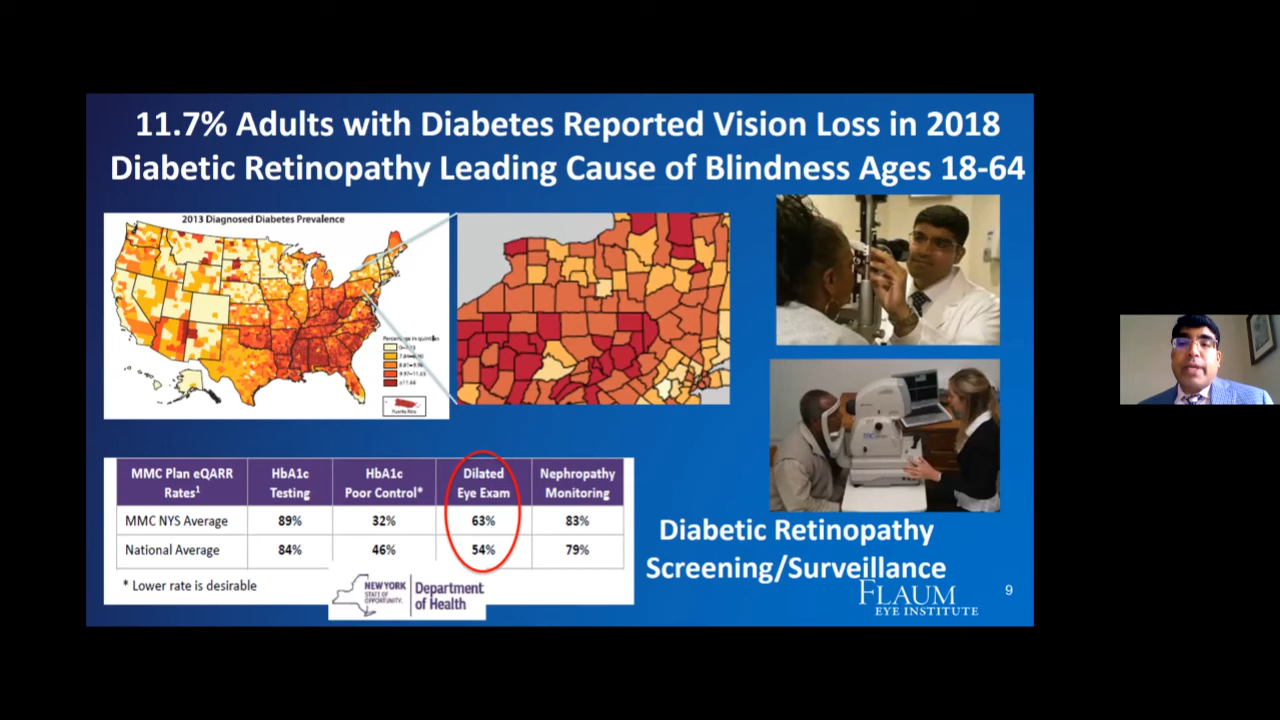 11.7% Adults with Diabetes Reported Vision Loss in 2018
Diabetic Retinopathy Leading Cause of Blindness Ages 18-64
2013 Diagnosed Diabetes Prevalence
Puerto Rico
MMC Plan eQARR Rates1 HbA1c Testing HbA1c Poor Control* Dilated Eye Exam Nephropathy Monitoring
MMC NYS Average 89% 32% 63% 83%
National Average 84% 46% 54% 79%
* Lower rate is desirable
NEW YORK
STATE OF
OPPORTUNITY.
Department
of Health
Diabetic Retinopathy
Screening/Surveillance
FLAUM
EYE INSTITUTE
9